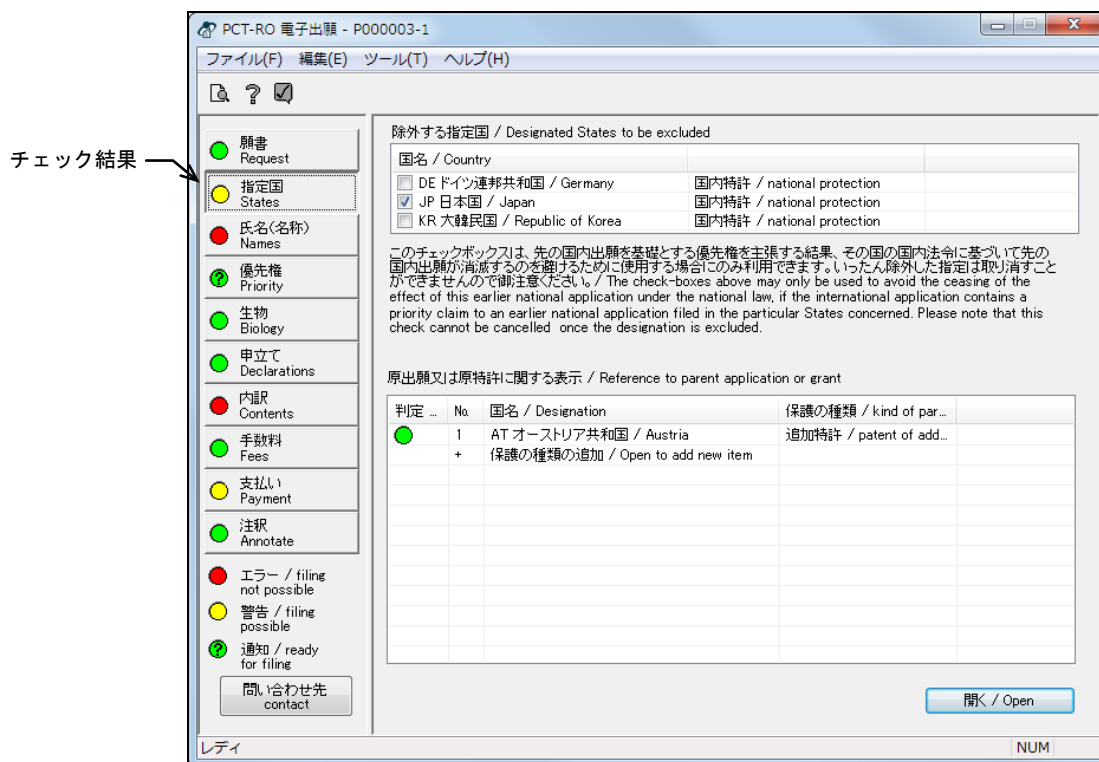 PCT-RO 電子出願 - P000003-1
ファイル(F) 編集(E) ツール(T) ヘルプ(H)
チェック結果
願書
Request
指定国
States
氏名(名称)
Names
優先権
Priority
生物
Biology
申立て
Declarations
内訳
Contents
手数料
Fees
支払い
Payment
注釈
Annotate
エラー / filing
not possible
警告 / filing
possible
通知 / ready
for filing
問い合わせ先
contact
除外する指定国 / Designated States to be excluded
国名 / Country
DE ドイツ連邦共和国 / Germany 国内特許 / national protection
JP 日本国 / Japan 国内特許 / national protection
KR 大韓民国 / Republic of Korea 国内特許 / national protection
このチェックボックスは、先の国内出願を基礎とする優先権を主張する結果、その国の国内法令に基づいて先の
国内出願が消滅するのを避けるために使用する場合にのみ利用できます。いったん除外した指定は取り消すこと
ができませんので御注意ください。/ The check-boxes above may only be used to avoid the ceasing of the
effect of this earlier national application under the national law, if the international application contains a
priority claim to an earlier national application filed in the particular States concerned. Please note that this
check cannot be cancelled once the designation is excluded.
原出願又は原特許に関する表示 / Reference to parent application or grant
判定 ... No. 国名 / Designation 保護の種類 / kind of par...
1 AT オーストリア共和国 / Austria 追加特許 / patent of add...
+ 保護の種類の追加 / Open to add new item
開く / Open
レディ NUM